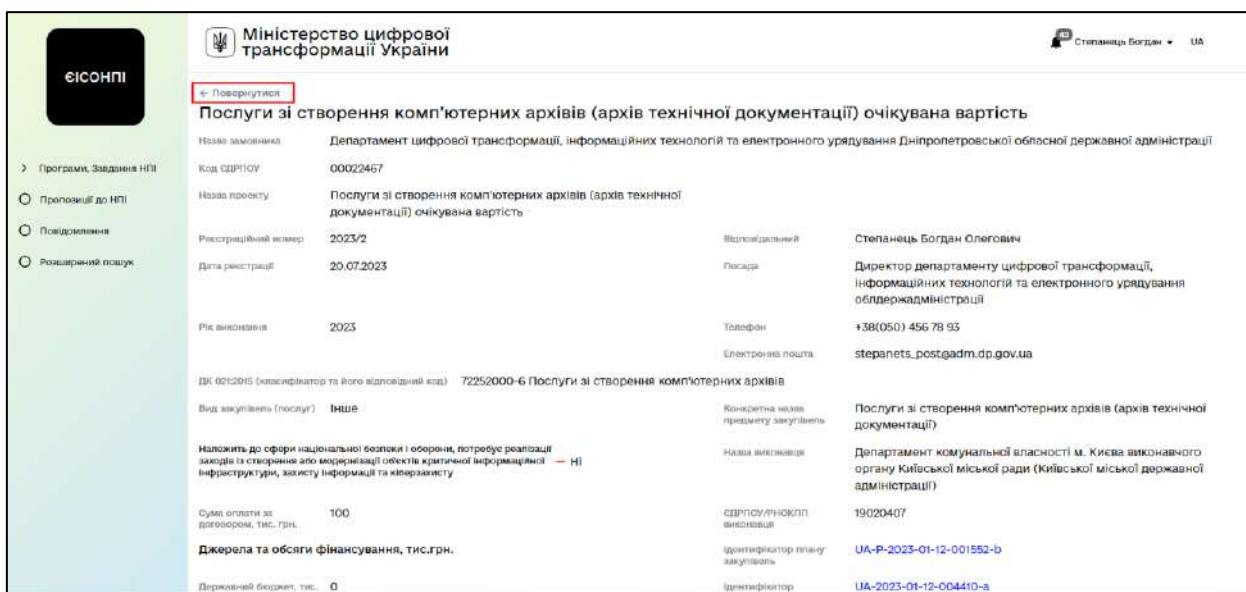 ЄІСОНПІ
Міністерство цифрової
трансформації України
42
Степанець Богдан
UA
> Програми, Завдання НПІ
Пропозиції до НПІ
Повідомлення
Розширений пошук
← Повернутися
Послуги зі створення комп'ютерних архівів (архів технічної документації) очікувана вартість
Назва замовника Департамент цифрової трансформації, інформаційних технологій та електронного урядування Дніпропетровської обласної державної адміністрації
Код ЄДРПОУ 00022467
Назва проекту Послуги зі створення комп'ютерних архівів (архів технічної
документації) очікувана вартість
Реєстраційний номер 2023/2 Відповідальний Степанець Богдан Олегович
Дата реєстрації 20.07.2023 Посада Директор департаменту цифрової трансформації,
інформаційних технологій та електронного урядування
облдержадміністрації
Рік виконання 2023 Телефон +38(050) 456 78 93
Електронна пошта stepanets_post@adm.dp.gov.ua
ДК 021:2015 (класифікатор та його відповідний код) 72252000-6 Послуги зі створення комп'ютерних архівів
Вид закупівель (послуг) Інше Конкретна назва
предмету закупівель Послуги зі створення комп'ютерних архівів (архів технічної
документації)
Належить до сфери національної безпеки і оборони, потребує реалізації
заходів із створення або модернізації об'єктів критичної інформаційної — Ні
інфраструктури, захисту інформації та кіберзахисту
Назва виконавця Департамент комунальної власності м. Києва виконавчого
органу Київської міської ради (Київської міської державної
адміністрації)
Сума оплати за
договором, тис. грн. 100 ЄДРПОУ/РНОКПП
виконавця 19020407
Джерела та обсяги фінансування, тис.грн. Ідентифікатор плану
закупівель UA-P-2023-01-12-001552-b
Державний бюджет, тис. 0 Ідентифікатор UA-2023-01-12-004410-a